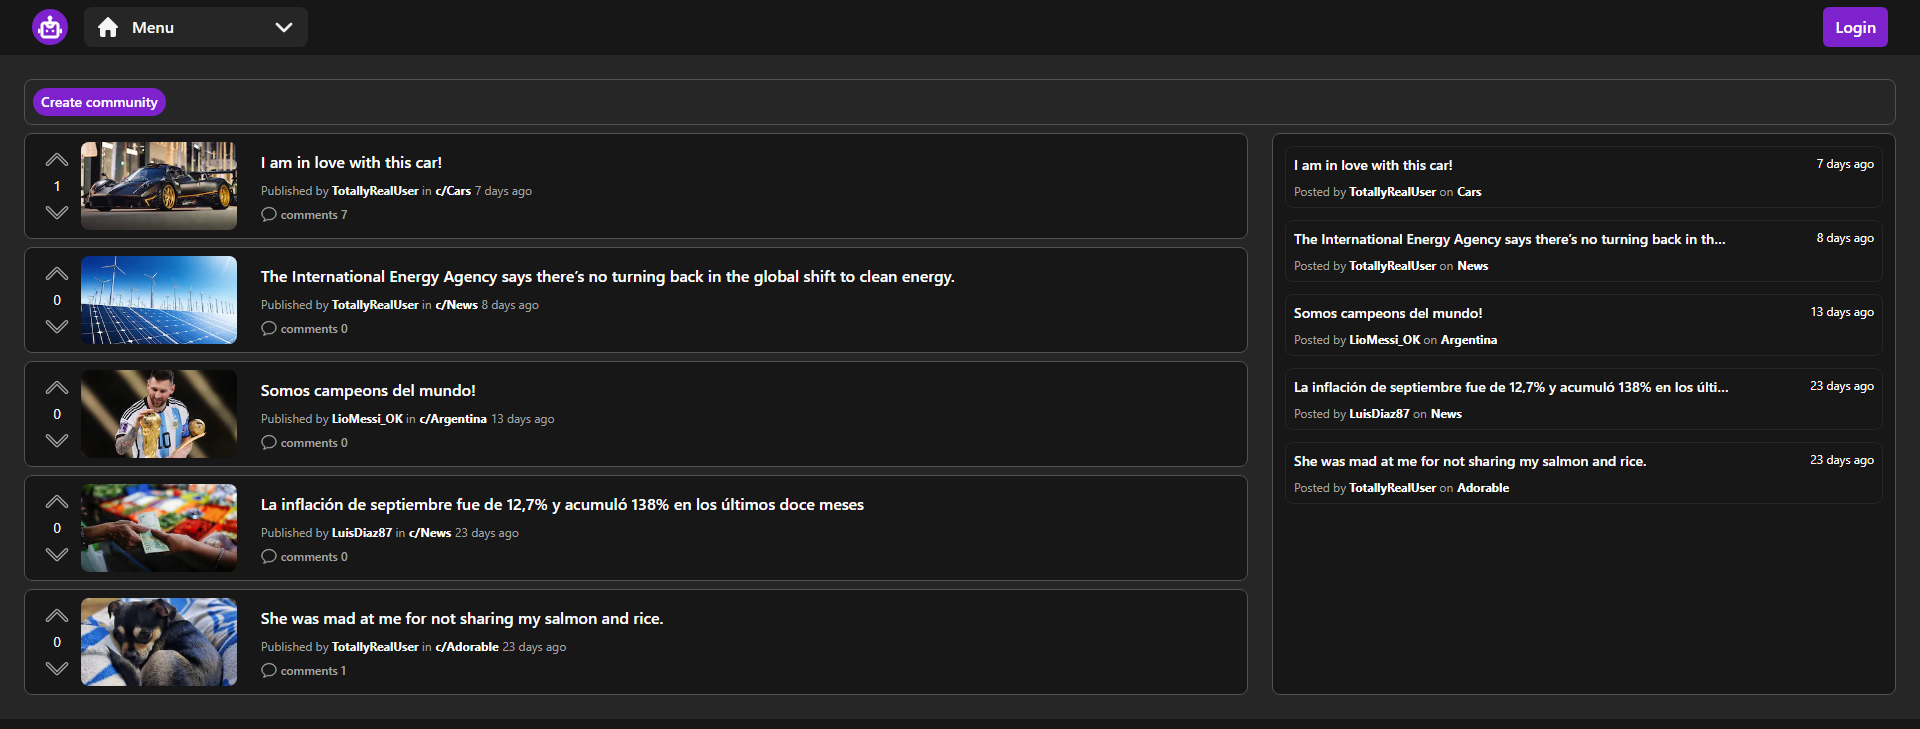 Menu
Login
Create community
1
I am in love with this car!
Published by TotallyRealUser in c/Cars 7 days ago
comments 7
0
The International Energy Agency says there’s no turning back in the global shift to clean energy.
Published by TotallyRealUser in c/News 8 days ago
comments 0
0
Somos campeons del mundo!
Published by LioMessi_OK in c/Argentina 13 days ago
comments 0
10
0
La inflación de septiembre fue de 12,7% y acumuló 138% en los últimos doce meses
Published by LuisDiaz87 in c/News 23 days ago
comments 0
0
She was mad at me for not sharing my salmon and rice.
Published by TotallyRealUser in c/Adorable 23 days ago
comments 1
I am in love with this car! 7 days ago
Posted by TotallyRealUser on Cars
The International Energy Agency says there’s no turning back in th... 8 days ago
Posted by TotallyRealUser on News
Somos campeons del mundo! 13 days ago
Posted by LioMessi_OK on Argentina
La inflación de septiembre fue de 12,7% y acumuló 138% en los últi... 23 days ago
Posted by LuisDiaz87 on News
She was mad at me for not sharing my salmon and rice. 23 days ago
Posted by TotallyRealUser on Adorable